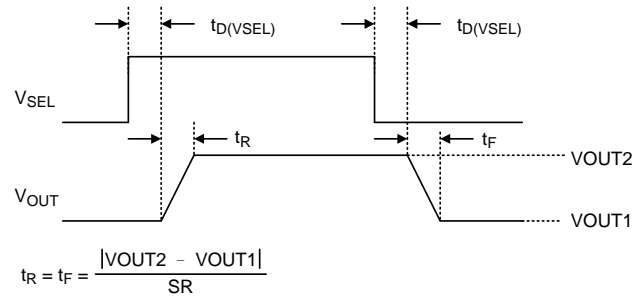 tD(VSEL) tD(VSEL)
VSEL
tR tF
VOUT2
VOUT
VOUT1
tR = tF = |VOUT2 - VOUT1|
SR